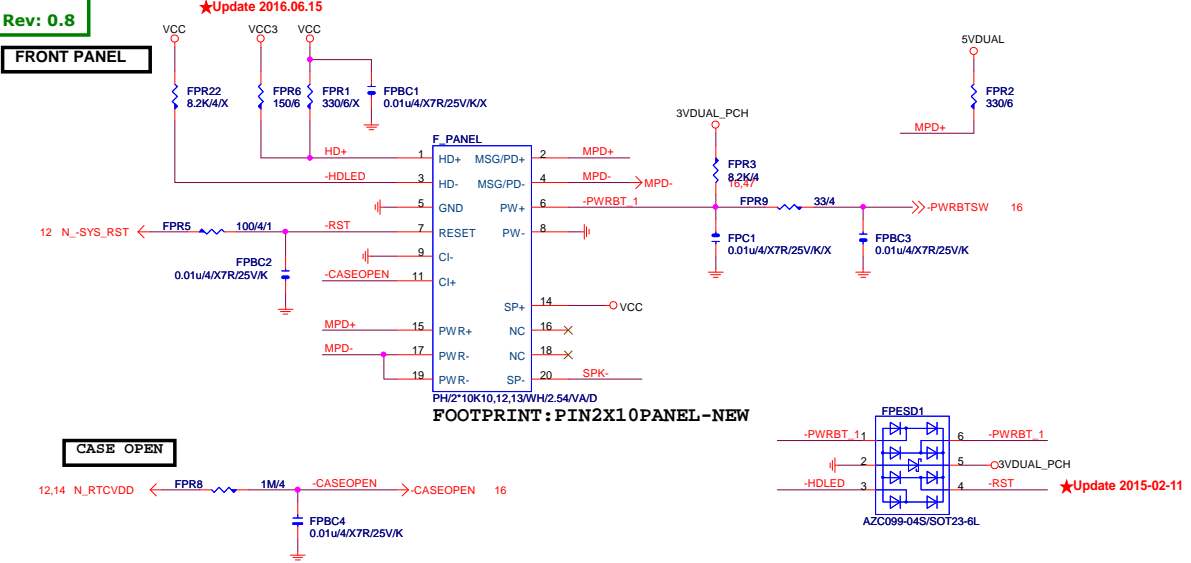 Rev: 0.8
★Update 2016.06.15
FRONT PANEL
VCC
VCC3
VCC
5VDUAL
FPR22
8.2K/4/X
FPR6
150/6
FPR1
330/6/X
FPBC1
0.01u/4/X7R/25V/K/X
FPR2
330/6
MPD+
3VDUAL_PCH
FPR3
8.2K/4
F_PANEL
HD+
1
HD+
MSG/PD+
2
MPD+
-HDLED
3
HD-
MSG/PD-
4
MPD-
MPD-
16,47
5
GND
PW+
6
-PWRBT_1
FPR9
33/4
-PWRBTSW
16
12
N_-SYS_RST
FPR5
100/4/1
-RST
7
RESET
PW-
8
9
CI-
FPC1
0.01u/4/X7R/25V/K/X
FPBC3
0.01u/4/X7R/25V/K
FPBC2
0.01u/4/X7R/25V/K
-CASEOPEN
11
CI+
SP+
14
VCC
MPD+
15
PWR+
NC
16
MPD-
17
PWR-
NC
18
19
PWR-
SP-
20
SPK-
PH/2*10K10,12,13/WH/2.54/VA/D
FOOTPRINT:PIN2X10PANEL-NEW
CASE OPEN
12,14
N_RTCVDD
FPR8
1M/4
-CASEOPEN
-CASEOPEN
16
FPBC4
0.01u/4/X7R/25V/K
FPESD1
-PWRBT_1
1
6
-PWRBT_1
2
5
3VDUAL_PCH
-HDLED
3
4
-RST
★Update 2015-02-11
AZC099-04S/SOT23-6L